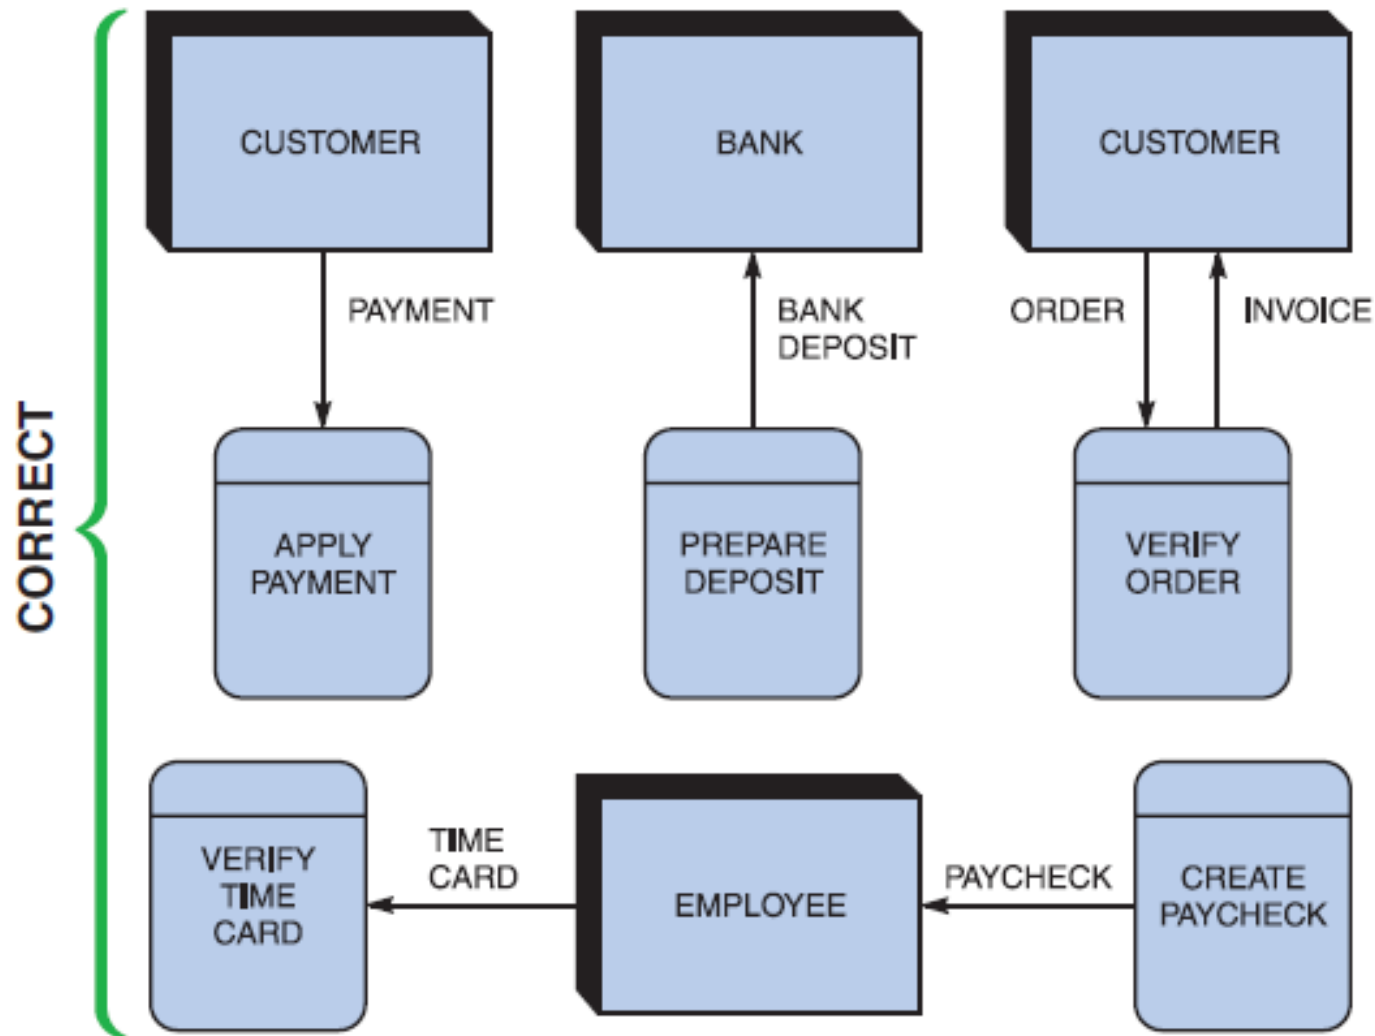 CORRECT
CUSTOMER
BANK
CUSTOMER
PAYMENT
BANK
DEPOSIT
ORDER
INVOICE
APPLY
PAYMENT
PREPARE
DEPOSIT
VERIFY
ORDER
VERIFY
TIME
CARD
TIME
CARD
EMPLOYEE
PAYCHECK
CREATE
PAYCHECK